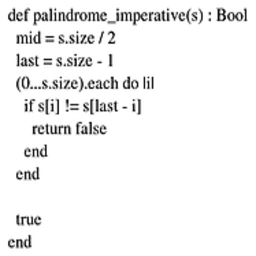 def palindrome_imperative(s) : Bool
mid = s.size / 2
last = s.size - 1
(0...s.size).each do lil
if s[i] != s[last - i]
return false
end
end
true
end